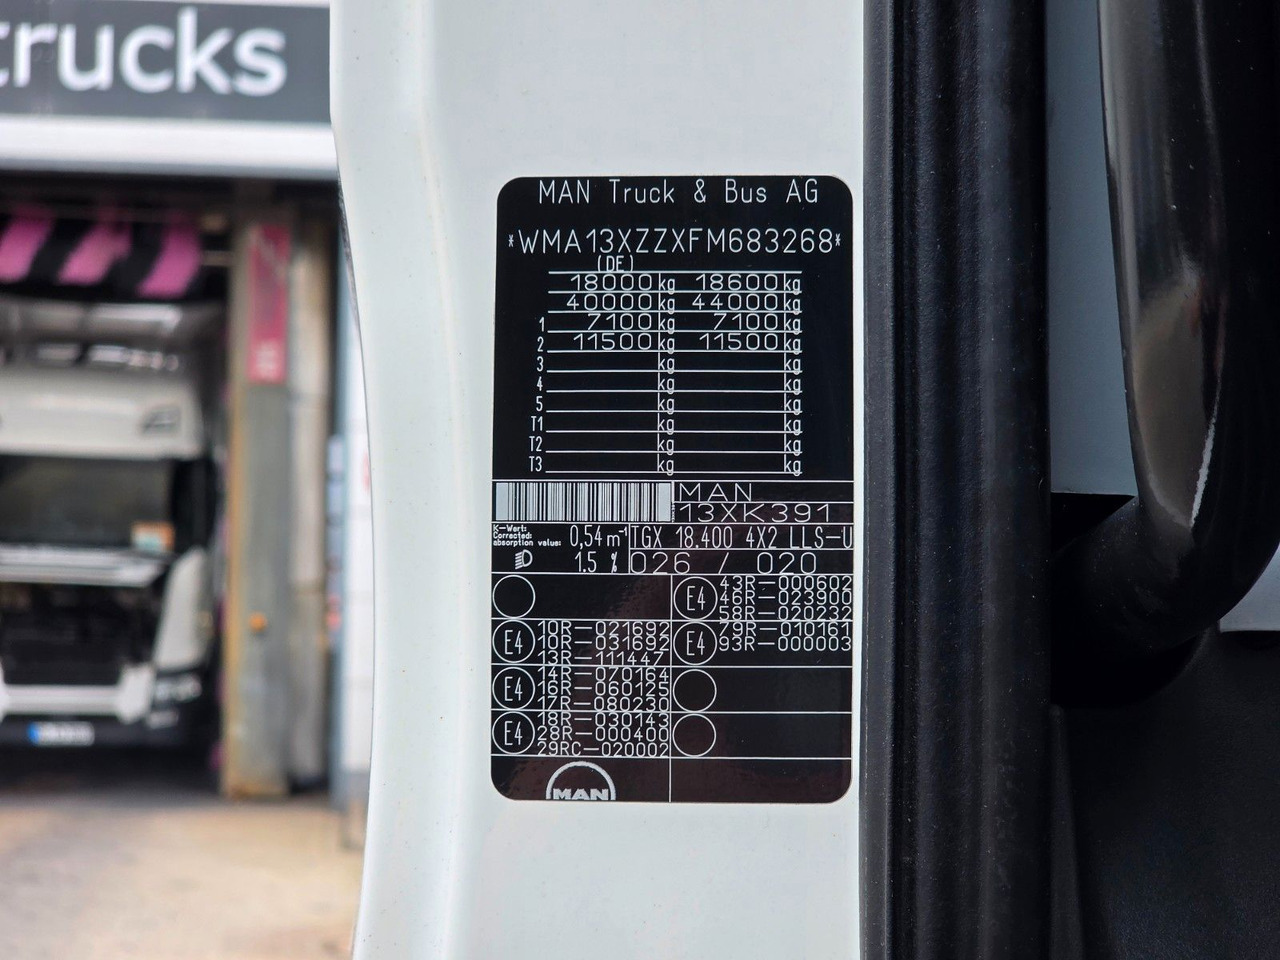 trucks
MAN Truck & Bus AG
*WMA13XZZXFM683268*
(DE)
18000 kg 18600 kg
40000 kg 44000 kg
1 7100 kg 7100 kg
2 11500 kg 11500 kg
3 kg kg
4 kg kg
5 kg kg
T1 kg kg
T2 kg kg
T3 kg kg
MAN
13XK391
K-Wert:
Corrected
absorption value: 0,54 m⁻¹
TGX 18.400 4X2 LLS-U
1.5 %
026 / 020
E4 43R-000602
46R-023900
58R-020232
E4 10R-021692
10R-031692
13R-111447
E4 79R-010161
93R-000003
E4 14R-070164
16R-060125
17R-080230
E4 18R-030143
28R-000400
29RC-020002
MAN